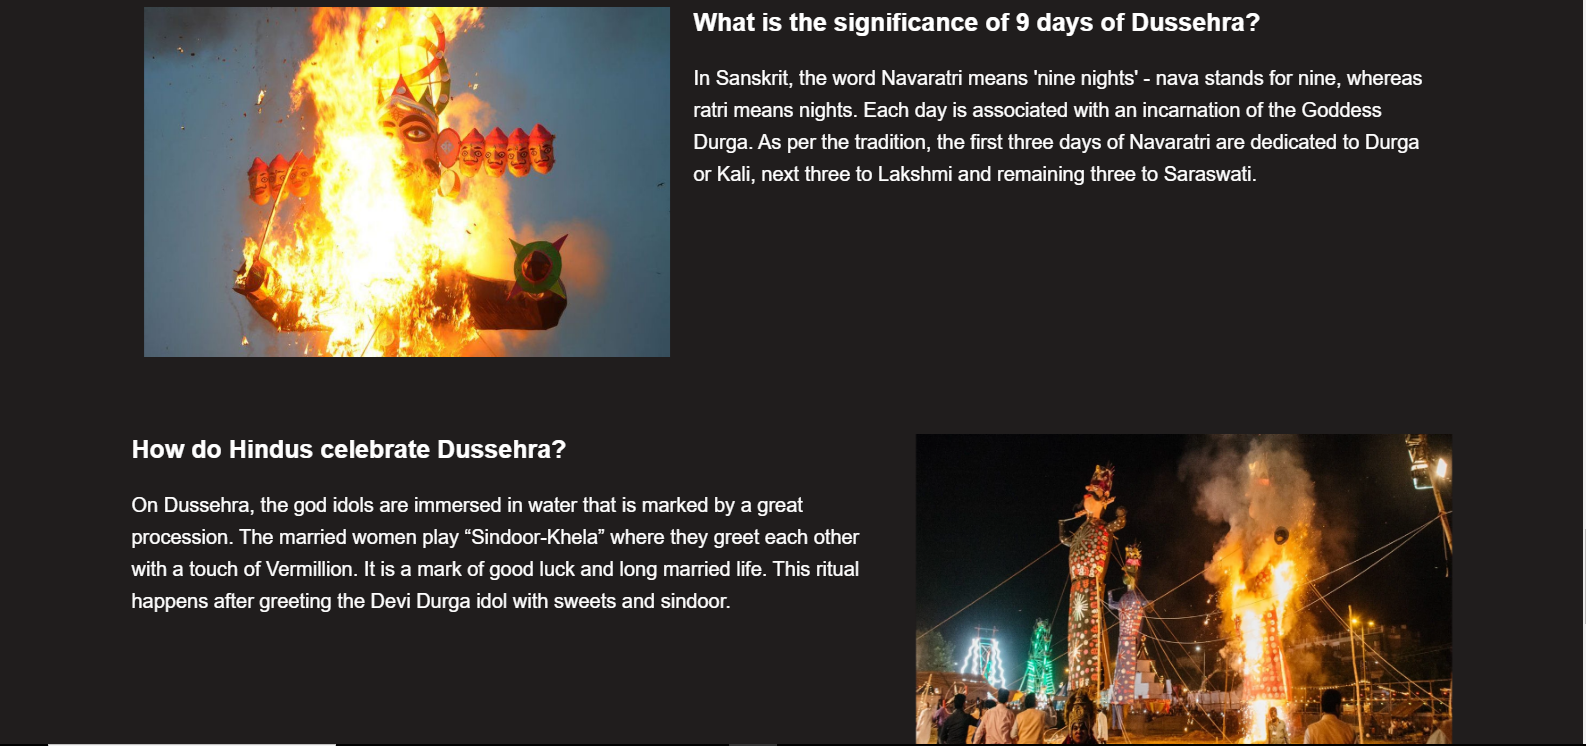 What is the significance of 9 days of Dussehra?
In Sanskrit, the word Navaratri means 'nine nights' - nava stands for nine, whereas
ratri means nights. Each day is associated with an incarnation of the Goddess
Durga. As per the tradition, the first three days of Navaratri are dedicated to Durga
or Kali, next three to Lakshmi and remaining three to Saraswati.
How do Hindus celebrate Dussehra?
On Dussehra, the god idols are immersed in water that is marked by a great
procession. The married women play “Sindoor-Khela” where they greet each other
with a touch of Vermillion. It is a mark of good luck and long married life. This ritual
happens after greeting the Devi Durga idol with sweets and sindoor.